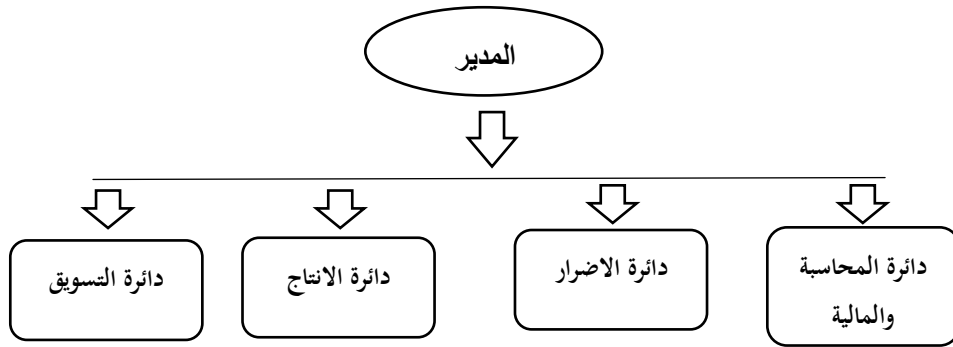 المدير
دائرة المحاسبة
والمالية
دائرة الاضرار
دائرة الانتاج
دائرة التسويق